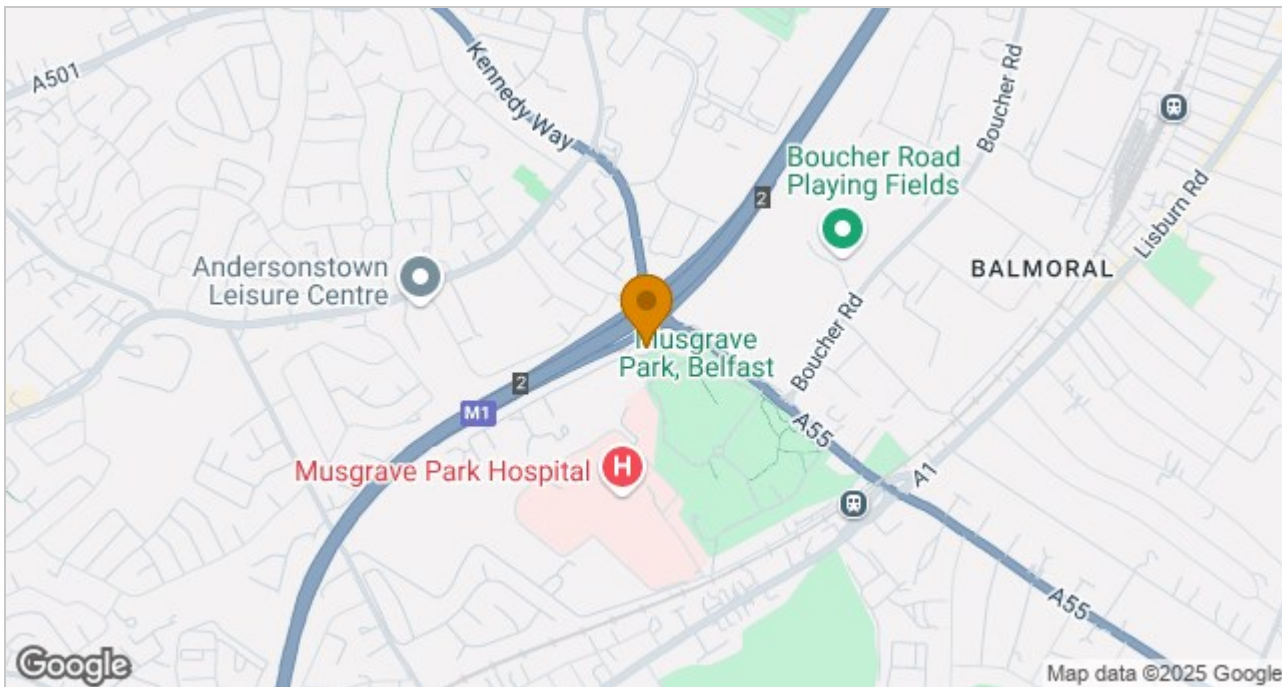 A501
Kennedy Way
2
Boucher Rd
Boucher Road
Playing Fields
Lisburn Rd
Andersonstown
Leisure Centre
BALMORAL
Musgrave
Park, Belfast
Boucher Rd
2
M1
A55
Musgrave Park Hospital
H
A1
A55
Google
Map data ©2025 Google